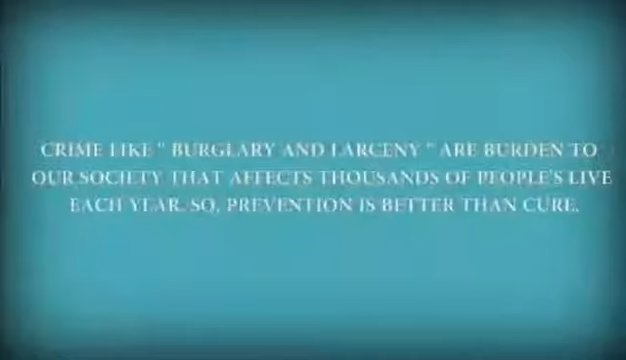 CRIME LIKE " BURGLARY AND LARCENY " ARE BURDEN TO
OUR SOCIETY THAT AFFECTS THOUSANDS OF PEOPLE'S LIVE
EACH YEAR. SO, PREVENTION IS BETTER THAN CURE.